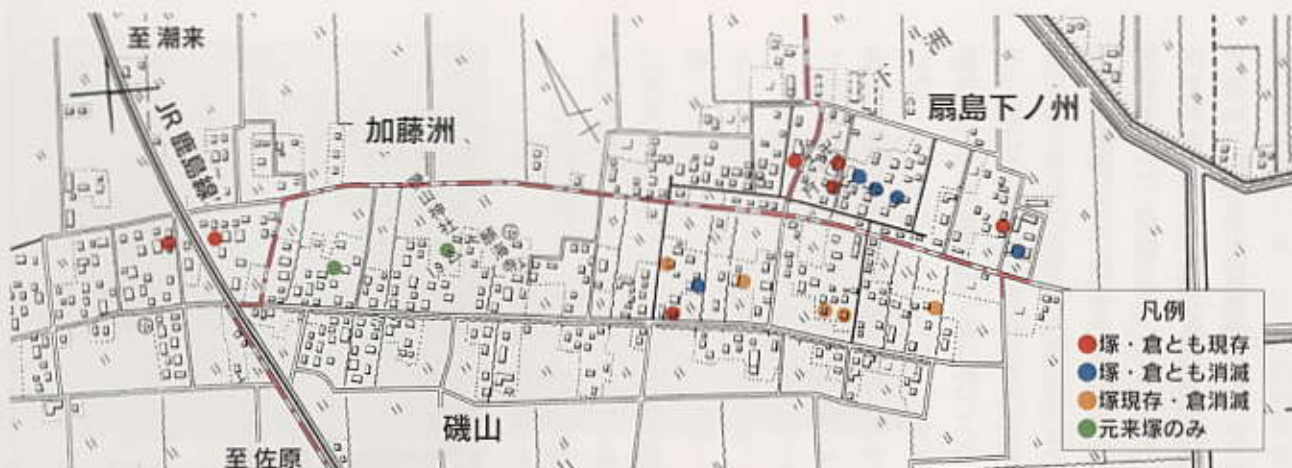 至 潮来
JR 鹿島線
加藤洲
扇島下ノ州
磯山
至 佐原
凡例
塚・倉とも現存
塚・倉とも消滅
塚現存・倉消滅
元来塚のみ